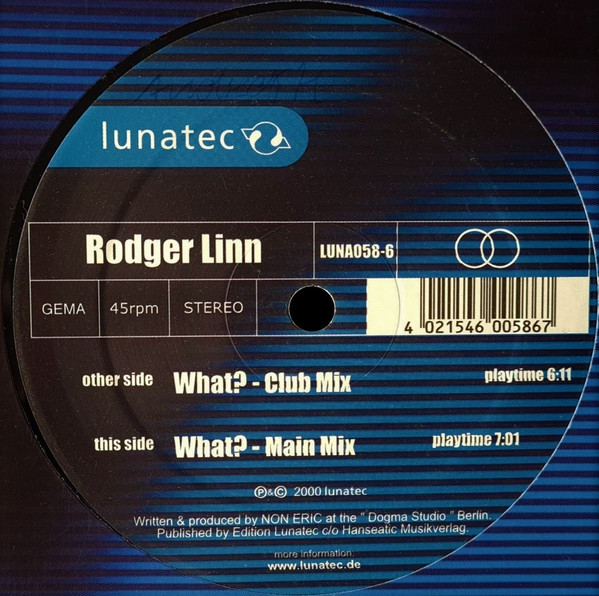 lunatec
Rodger Linn LUNA058-6
GEMA 45rpm STEREO
4 021546 005867
other side What? - Club Mix playtime 6:11
this side What? - Main Mix playtime 7:01
℗&© 2000 lunatec
Written & produced by NON ERIC at the " Dogma Studio " Berlin.
Published by Edition Lunatec c/o Hanseatic Musikverlag.
more information:
www.lunatec.de